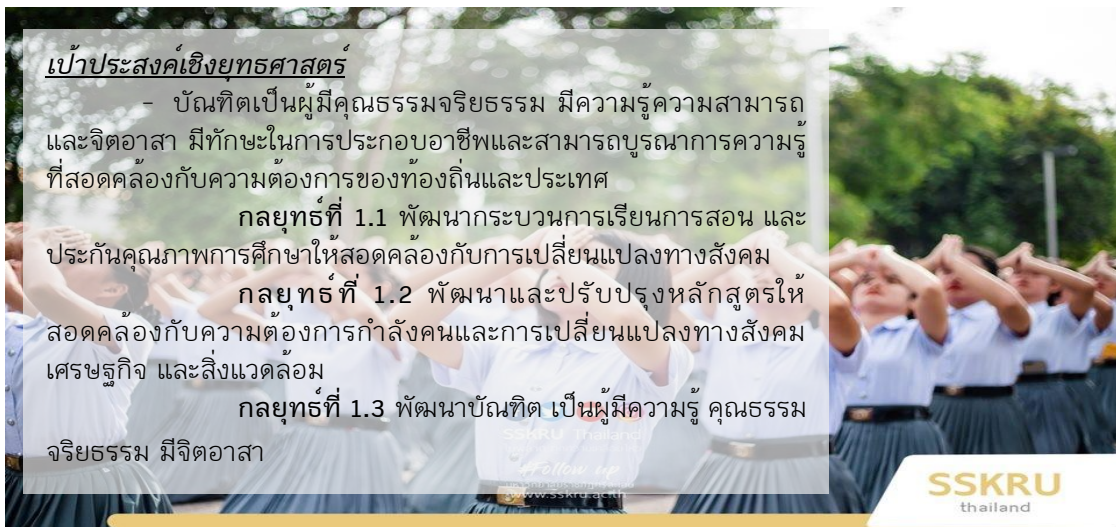 เป้าประสงค์เชิงยุทธศาสตร์
- บัณฑิตเป็นผู้มีคุณธรรมจริยธรรม มีความรู้ความสามารถ
และจิตอาสา มีทักษะในการประกอบอาชีพและสามารถบูรณาการความรู้
ที่สอดคล้องกับความต้องการของท้องถิ่นและประเทศ
กลยุทธ์ที่ 1.1 พัฒนากระบวนการเรียนการสอน และ
ประกันคุณภาพการศึกษาให้สอดคล้องกับการเปลี่ยนแปลงทางสังคม
กลยุทธ์ที่ 1.2 พัฒนาและปรับปรุงหลักสูตรให้
สอดคล้องกับความต้องการกำลังคนและการเปลี่ยนแปลงทางสังคม
เศรษฐกิจ และสิ่งแวดล้อม
กลยุทธ์ที่ 1.3 พัฒนาบัณฑิต เป็นผู้มีความรู้ คุณธรรม
จริยธรรม มีจิตอาสา
SSKRU Thailand
#Follow up
www.sskru.ac.th
SSKRU
thailand